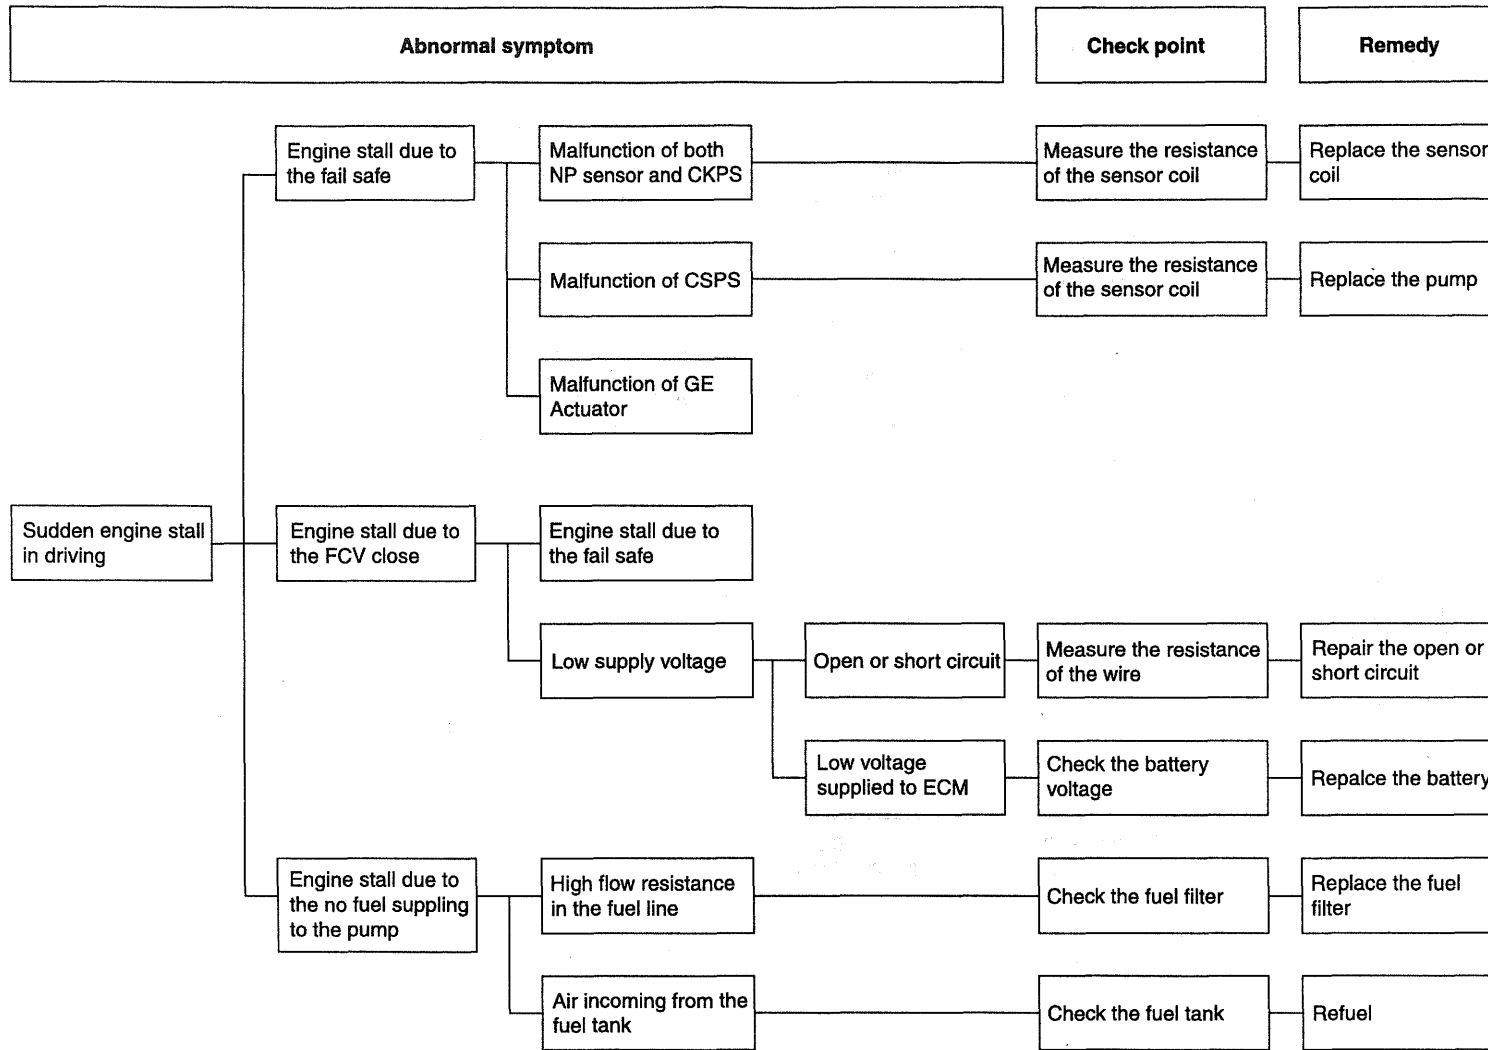 Abnormal symptom
Check point
Remedy
Engine stall due to
the fail safe
Malfunction of both
NP sensor and CKPS
Measure the resistance
of the sensor coil
Replace the sensor
coil
Malfunction of CSPS
Measure the resistance
of the sensor coil
Replace the pump
Malfunction of GE
Actuator
Sudden engine stall
in driving
Engine stall due to
the FCV close
Engine stall due to
the fail safe
Low supply voltage
Open or short circuit
Measure the resistance
of the wire
Repair the open or
short circuit
Low voltage
supplied to ECM
Check the battery
voltage
Repalce the battery
Engine stall due to
the no fuel suppling
to the pump
High flow resistance
in the fuel line
Check the fuel filter
Replace the fuel
filter
Air incoming from the
fuel tank
Check the fuel tank
Refuel